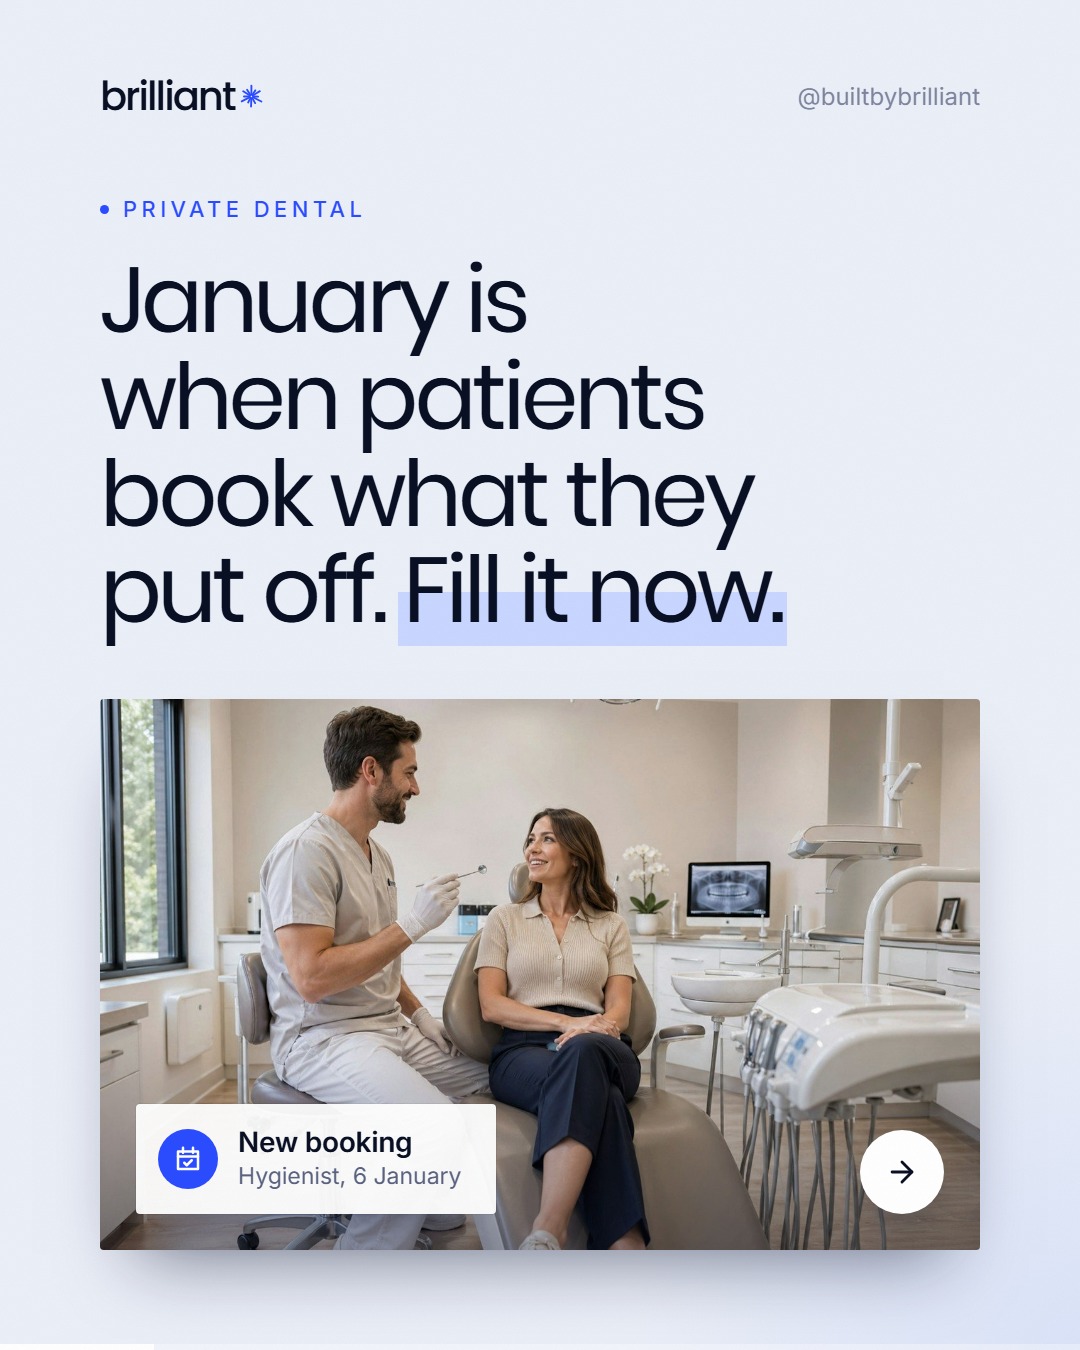 brilliant
@builtbybrilliant
PRIVATE DENTAL
January is
when patients
book what they
put off. Fill it now.
New booking
Hygienist, 6 January